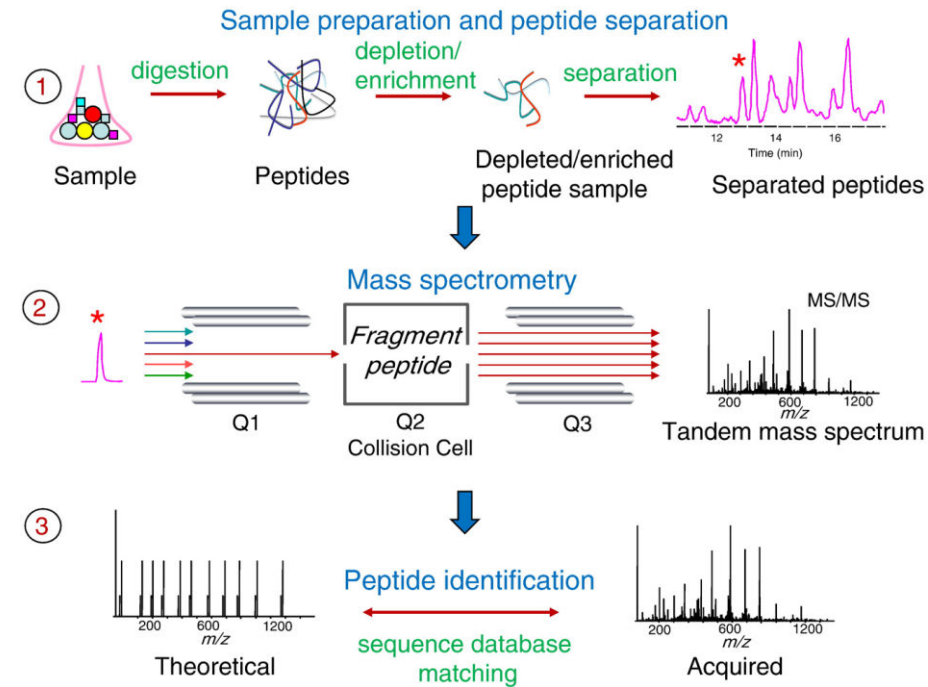 Sample preparation and peptide separation
1
digestion
depletion/
enrichment
separation
*
12 14 16
Time (min)
Sample
Peptides
Depleted/enriched
peptide sample
Separated peptides
Mass spectrometry
2
*
Fragment
peptide
MS/MS
Q1
Q2
Q3
Collision Cell
200 600 1200
m/z
Tandem mass spectrum
3
Peptide identification
200 600 1200
m/z
Theoretical
sequence database
matching
200 600 1200
m/z
Acquired